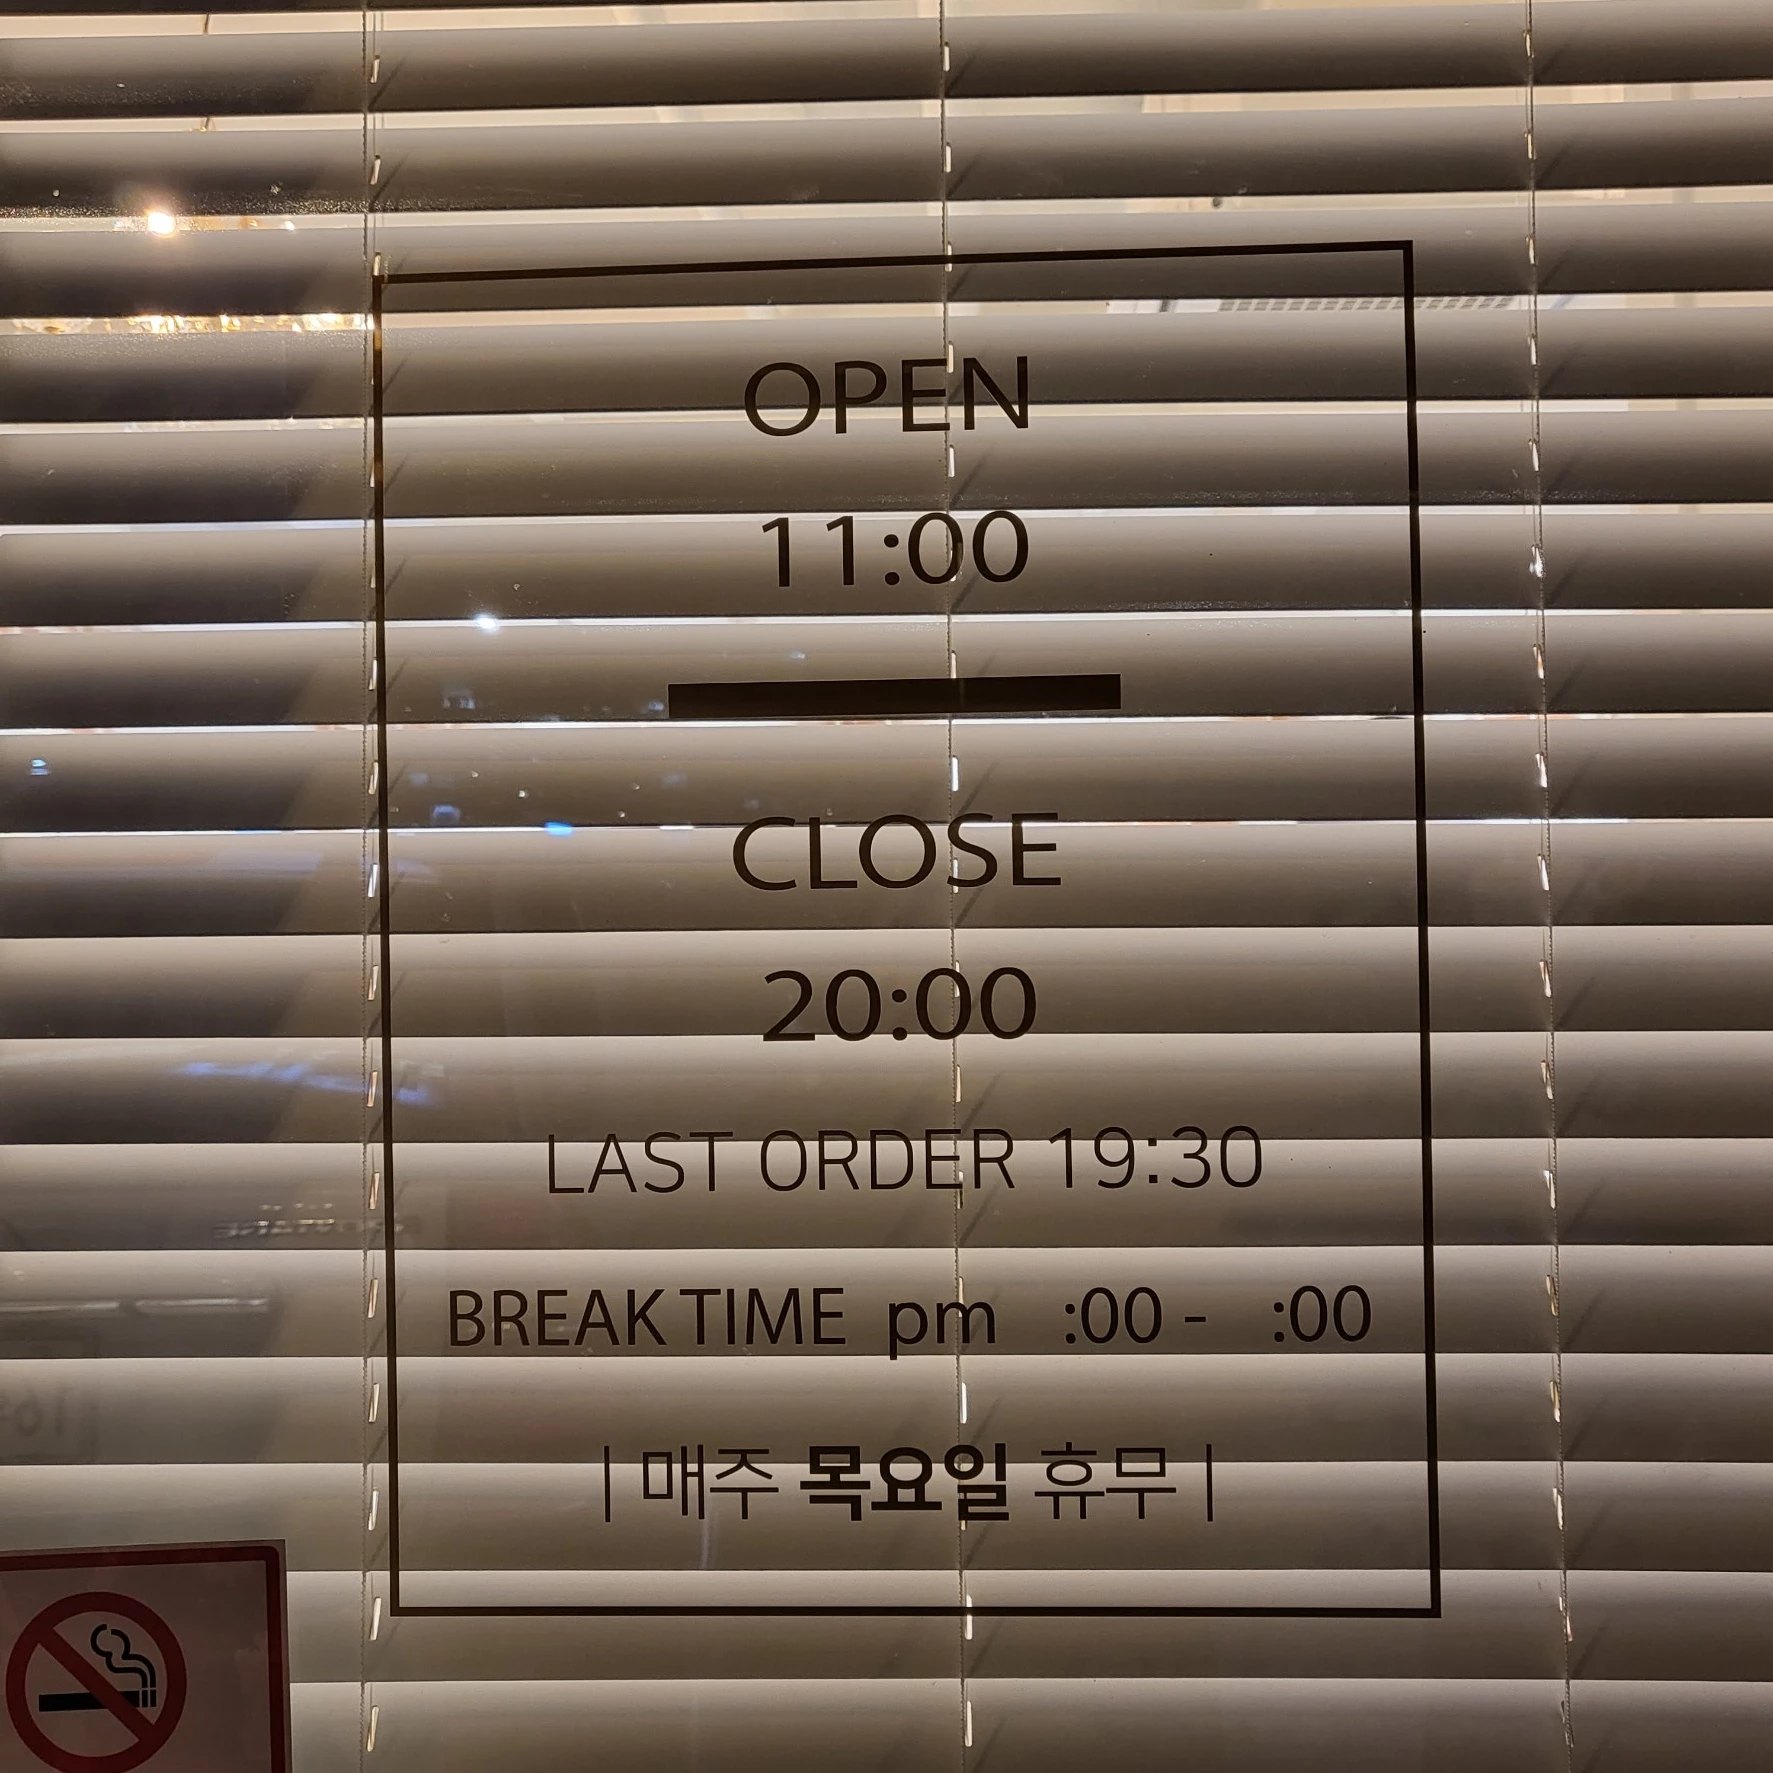 OPEN
11:00
CLOSE
20:00
LAST ORDER 19:30
BREAK TIME pm :00 - :00
| 매주 목요일 휴무 |